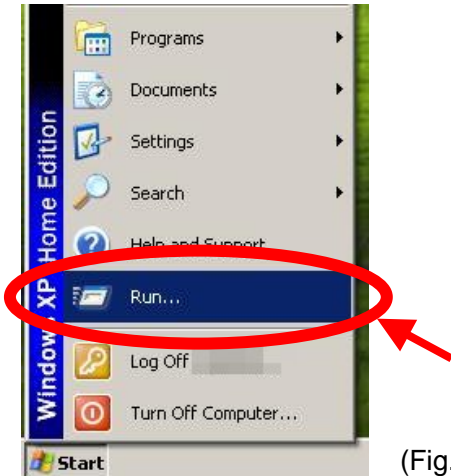 Programs
Documents
Settings
Search
Help and Support
Run...
Log Off
Turn Off Computer...
Windows XP Home Edition
Start
(Fig.